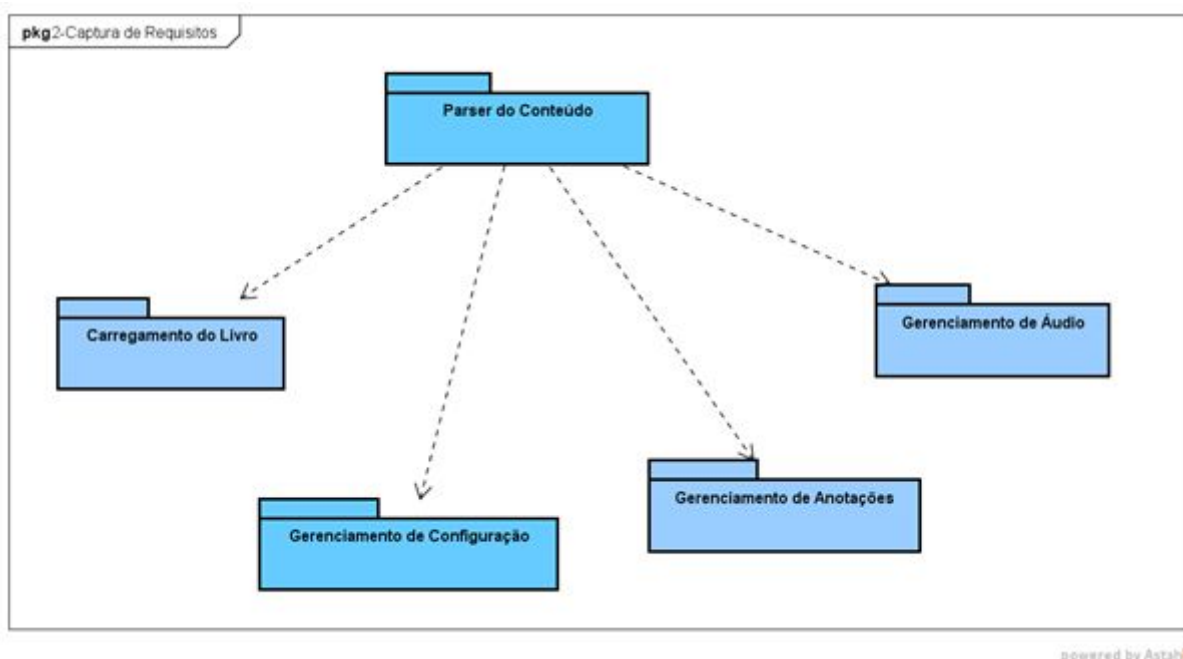 pkg 2-Captura de Requisitos
Parser do Conteúdo
Carregamento do Livro
Gerenciamento de Áudio
Gerenciamento de Anotações
Gerenciamento de Configuração
powered by Astah